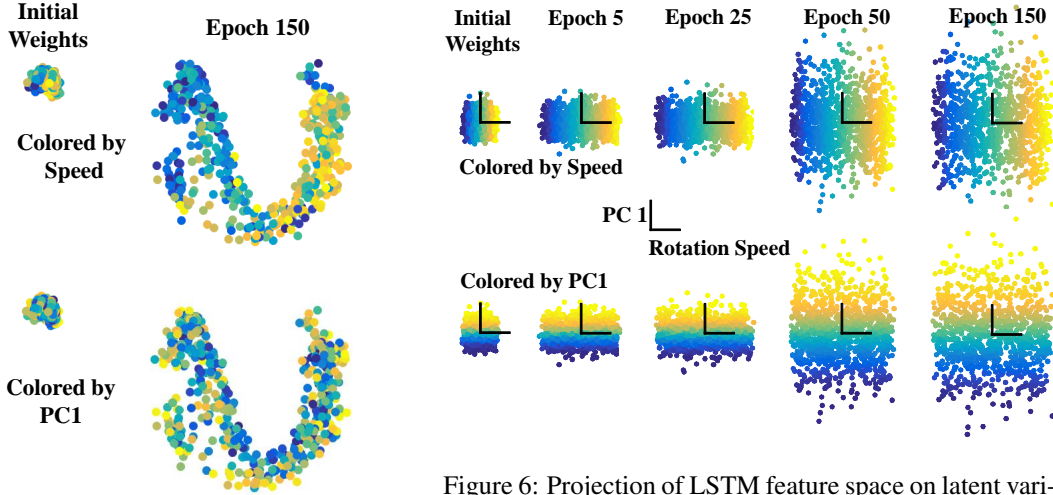 Initial
Weights
Epoch 150
Colored by
Speed
Colored by
PC1
Initial
Weights
Epoch 5
Epoch 25
Epoch 50
Epoch 150
Colored by Speed
PC 1
Rotation Speed
Colored by PC1
Figure 6: Projection of LSTM feature space on latent vari-